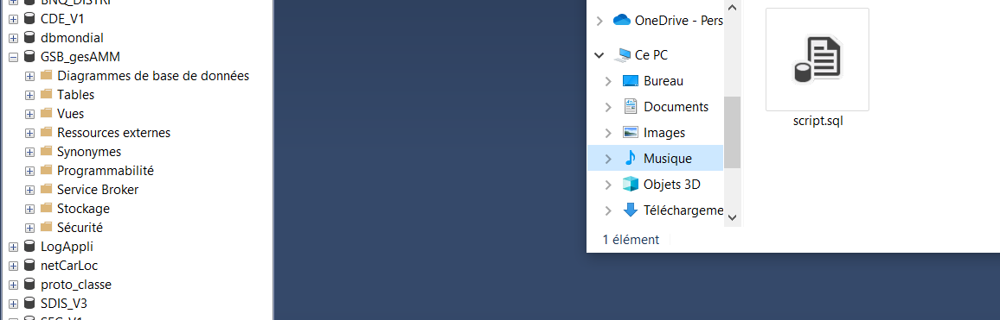 BNQ_DISTRI
CDE_V1
dbmondial
GSB_gesAMM
Diagrammes de base de données
Tables
Vues
Ressources externes
Synonymes
Programmabilité
Service Broker
Stockage
Sécurité
LogAppli
netCarLoc
proto_classe
SDIS_V3
OneDrive - Pers
Ce PC
Bureau
Documents
Images
Musique
Objets 3D
Téléchargeme
1 élément
script.sql